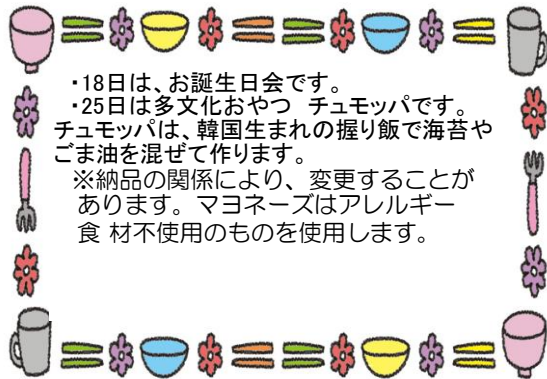 ・18日は、お誕生日会です。
・25日は多文化おやつ　チュモッパです。
チュモッパは、韓国生まれの握り飯で海苔や
ごま油を混ぜて作ります。
※納品の関係により、変更することが
あります。マヨネーズはアレルギー
食 材不使用のものを使用します。